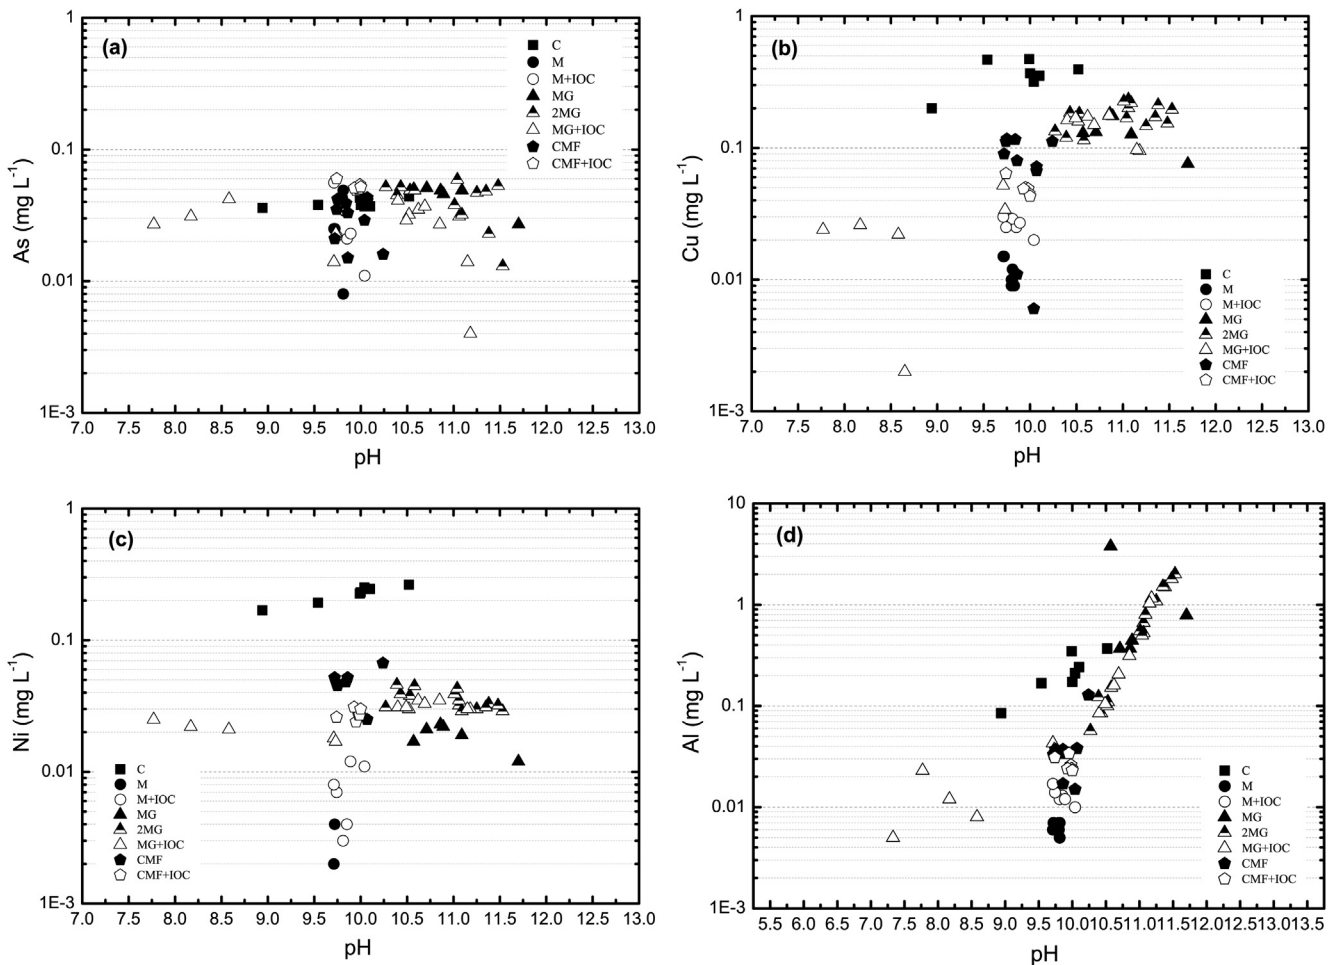 (a)
1
0.1
0.01
1E-3
As (mg L⁻¹)
7.0 7.5 8.0 8.5 9.0 9.5 10.0 10.5 11.0 11.5 12.0 12.5 13.0
pH
C
M
M+IOC
MG
2MG
MG+IOC
CMF
CMF+IOC
(b)
1
0.1
0.01
1E-3
Cu (mg L⁻¹)
7.0 7.5 8.0 8.5 9.0 9.5 10.0 10.5 11.0 11.5 12.0 12.5 13.0
pH
C
M
M+IOC
MG
2MG
MG+IOC
CMF
CMF+IOC
(c)
1
0.1
0.01
1E-3
Ni (mg L⁻¹)
7.0 7.5 8.0 8.5 9.0 9.5 10.0 10.5 11.0 11.5 12.0 12.5 13.0
pH
C
M
M+IOC
MG
2MG
MG+IOC
CMF
CMF+IOC
(d)
10
1
0.1
0.01
1E-3
Al (mg L⁻¹)
5.5 6.0 6.5 7.0 7.5 8.0 8.5 9.0 9.5 10.0 10.5 11.0 11.5 12.0 12.5 13.0 13.5
pH
C
M
M+IOC
MG
2MG
MG+IOC
CMF
CMF+IOC